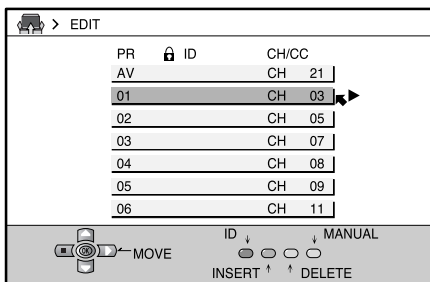 > EDIT
PR ID CH/CC
AV CH 21
01 CH 03
02 CH 05
03 CH 07
04 CH 08
05 CH 09
06 CH 11
OK MOVE
ID MANUAL
INSERT DELETE